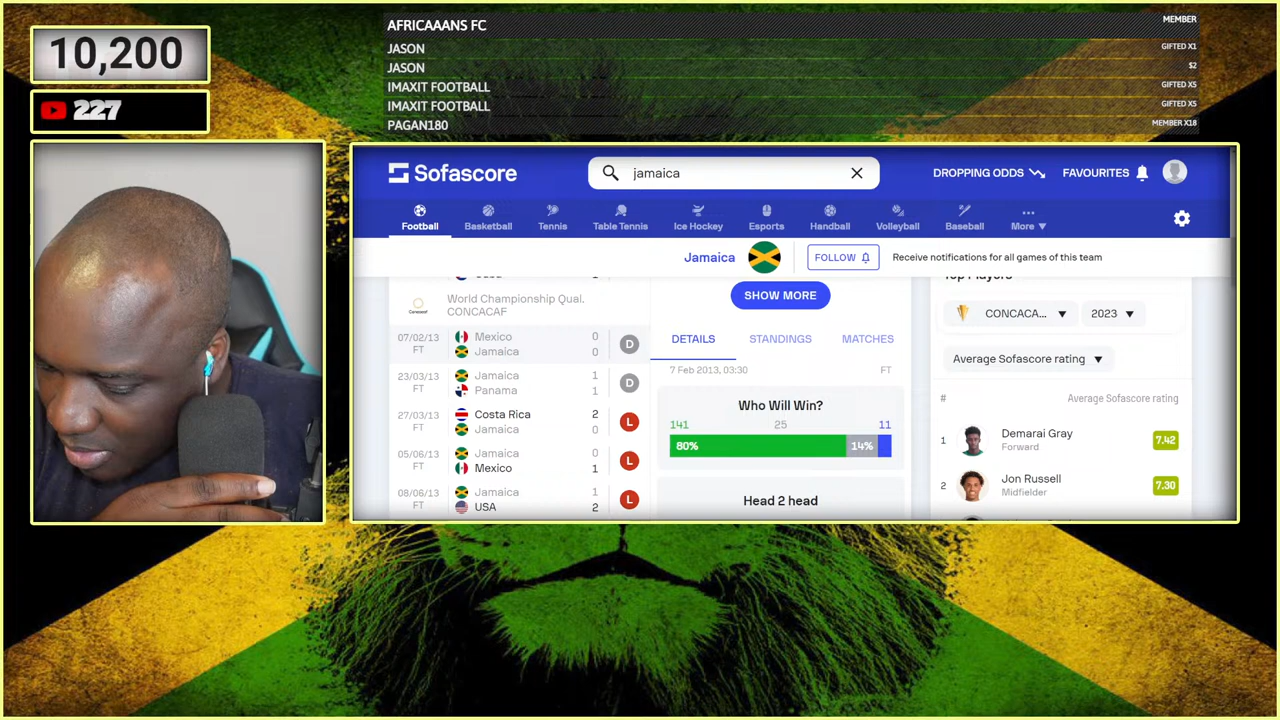 10,200
227
AFRICAAANS FC MEMBER
JASON GIFTED X1
JASON $2
IMAXIT FOOTBALL GIFTED X5
IMAXIT FOOTBALL GIFTED X5
PAGAN180 MEMBER X18
Sofascore
jamaica
DROPPING ODDS
FAVOURITES
Football
Basketball
Tennis
Table Tennis
Ice Hockey
Esports
Handball
Volleyball
Baseball
More
Jamaica
FOLLOW
Receive notifications for all games of this team
World Championship Qual.
CONCACAF
07/02/13 Mexico 0
FT Jamaica 0 D
23/03/13 Jamaica 1
FT Panama 1 D
27/03/13 Costa Rica 2
FT Jamaica 0 L
05/06/13 Jamaica 0
FT Mexico 1 L
08/06/13 Jamaica 1
FT USA 2 L
SHOW MORE
DETAILS STANDINGS MATCHES
7 Feb 2013, 03:30 FT
Who Will Win?
141 25 11
80% 14%
Head 2 head
Top Players
CONCACA... 2023
Average Sofascore rating
# Average Sofascore rating
1 Demarai Gray 7.42
Forward
2 Jon Russell 7.30
Midfielder